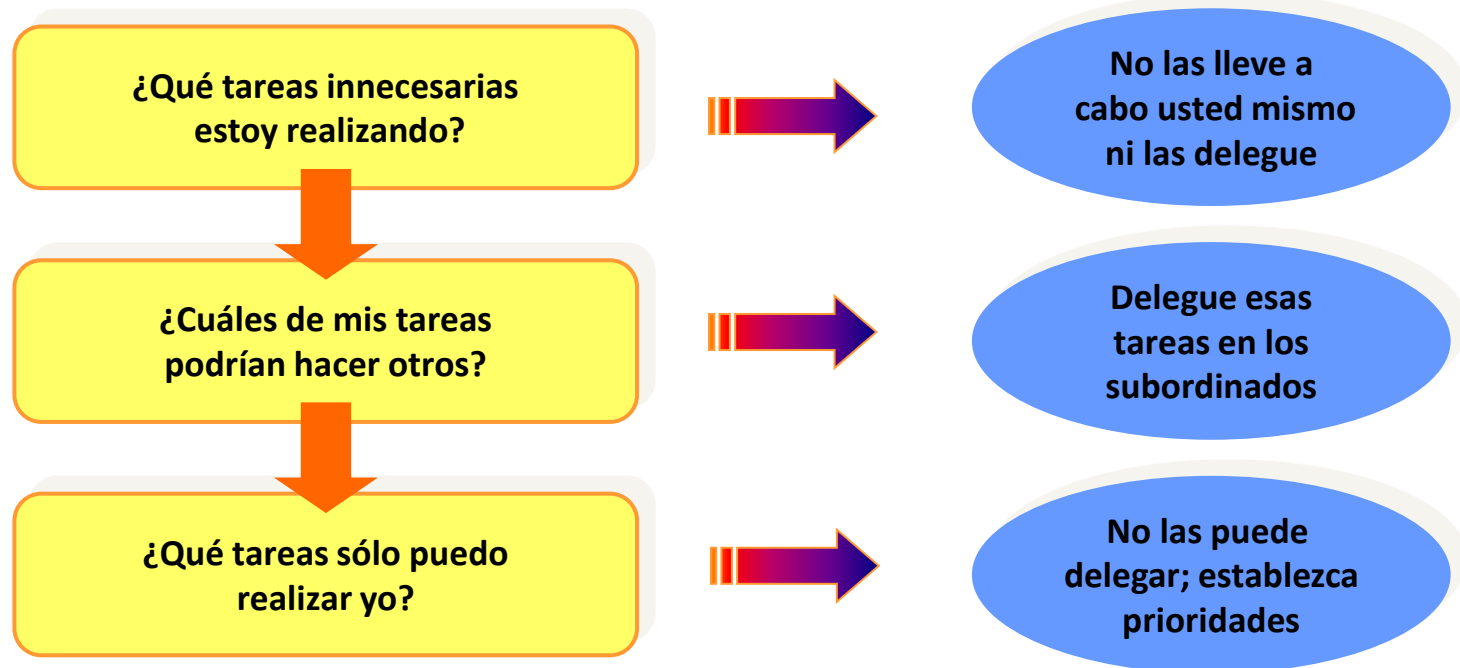 ¿Qué tareas innecesarias
estoy realizando?
No las lleve a
cabo usted mismo
ni las delegue
¿Cuáles de mis tareas
podrían hacer otros?
Delegue esas
tareas en los
subordinados
¿Qué tareas sólo puedo
realizar yo?
No las puede
delegar; establezca
prioridades